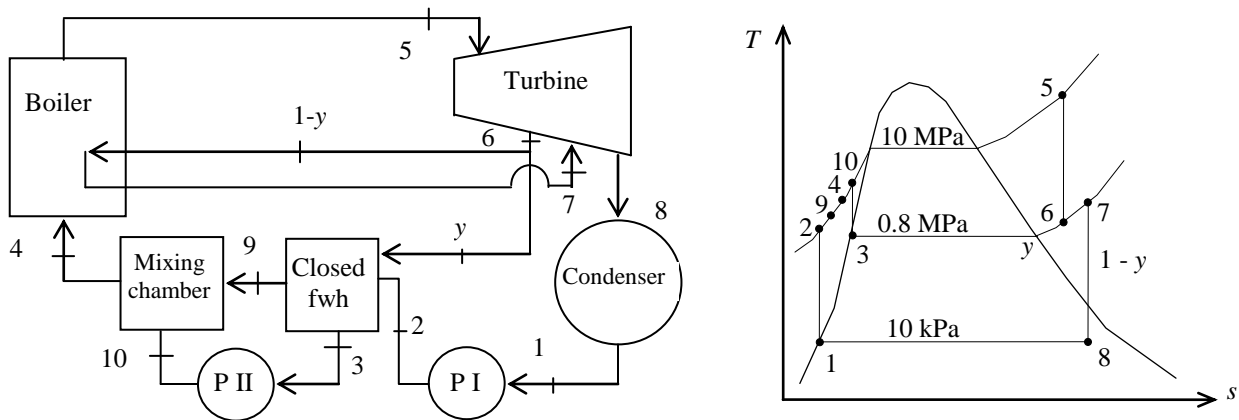 5
Turbine
Boiler
1-y
6
7
8
4
9
y
Mixing
chamber
Closed
fwh
Condenser
2
10
3
1
P II
P I
T
5
10 MPa
10
4
9
2
0.8 MPa
6
7
3
y
1 - y
10 kPa
1
8
s